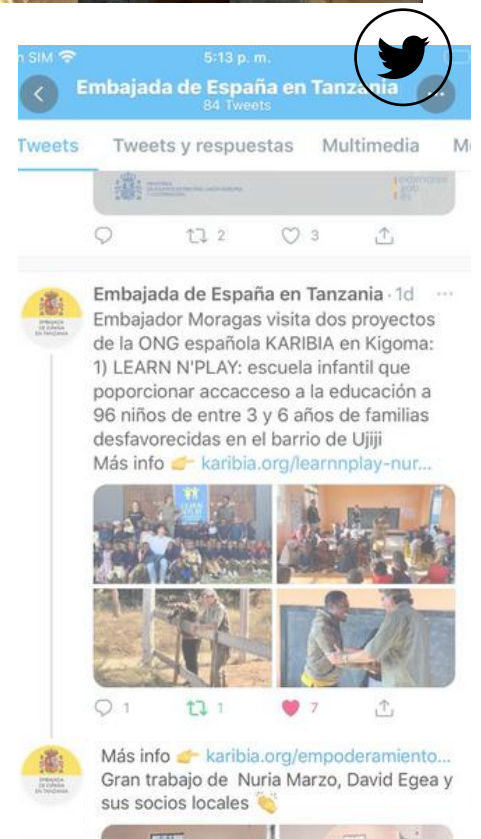 n SIM
5:13 p. m.
Embajada de España en Tanzania
84 Tweets
Tweets
Tweets y respuestas
Multimedia
M
2
3
Embajada de España en Tanzania · 1d
Embajador Moragas visita dos proyectos
de la ONG española KARIBIA en Kigoma:
1) LEARN N'PLAY: escuela infantil que
poporcionar accacceso a la educación a
96 niños de entre 3 y 6 años de familias
desfavorecidas en el barrio de Ujiji
Más info 👉 karibia.org/learnnplay-nur...
1
1
7
Más info 👉 karibia.org/empoderamiento...
Gran trabajo de Nuria Marzo, David Egea y
sus socios locales 👏